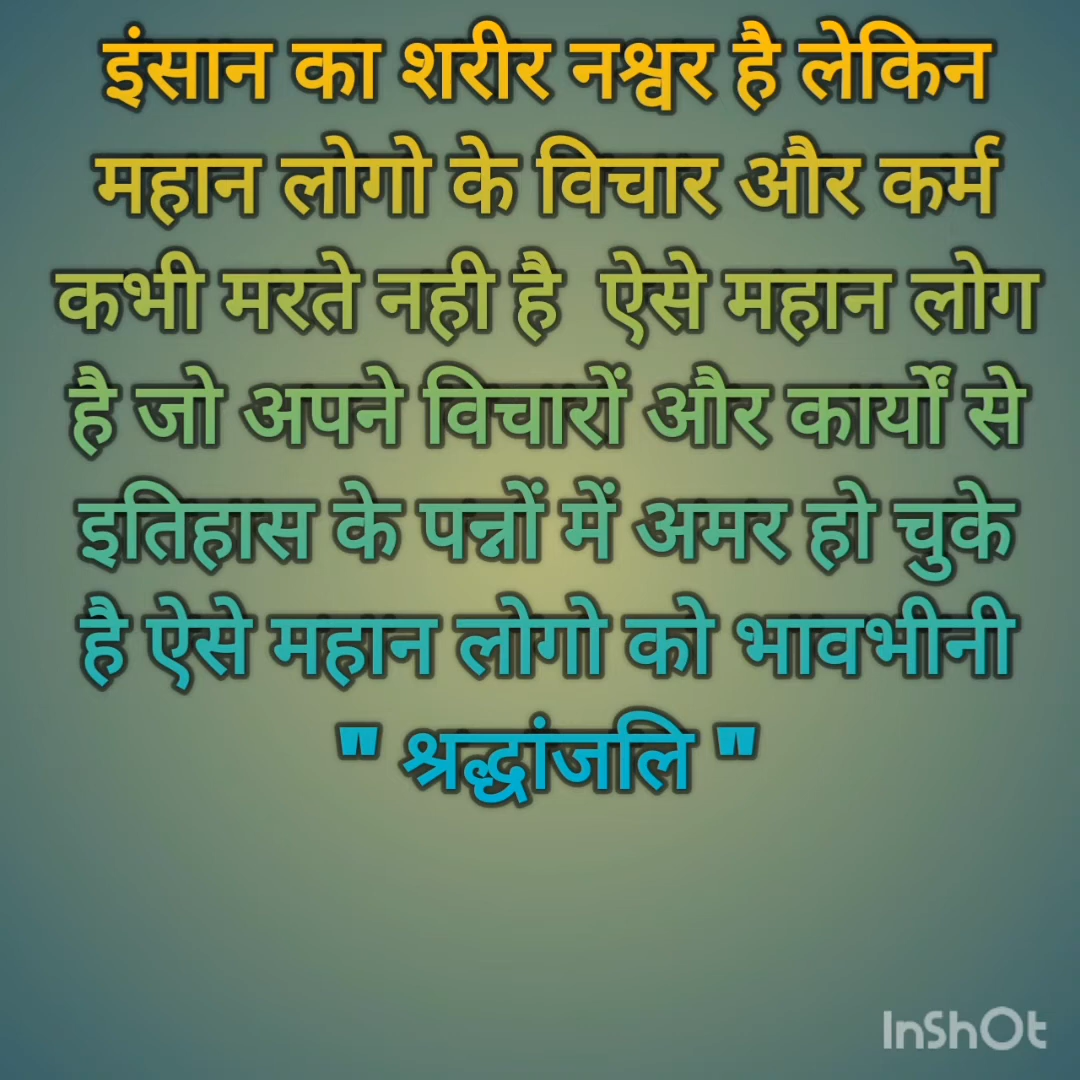 इंसान का शरीर नश्वर है लेकिन
महान लोगो के विचार और कर्म
कभी मरते नही है ऐसे महान लोग
है जो अपने विचारों और कार्यों से
इतिहास के पन्नों में अमर हो चुके
है ऐसे महान लोगो को भावभीनी
" श्रद्धांजलि "
InShOt